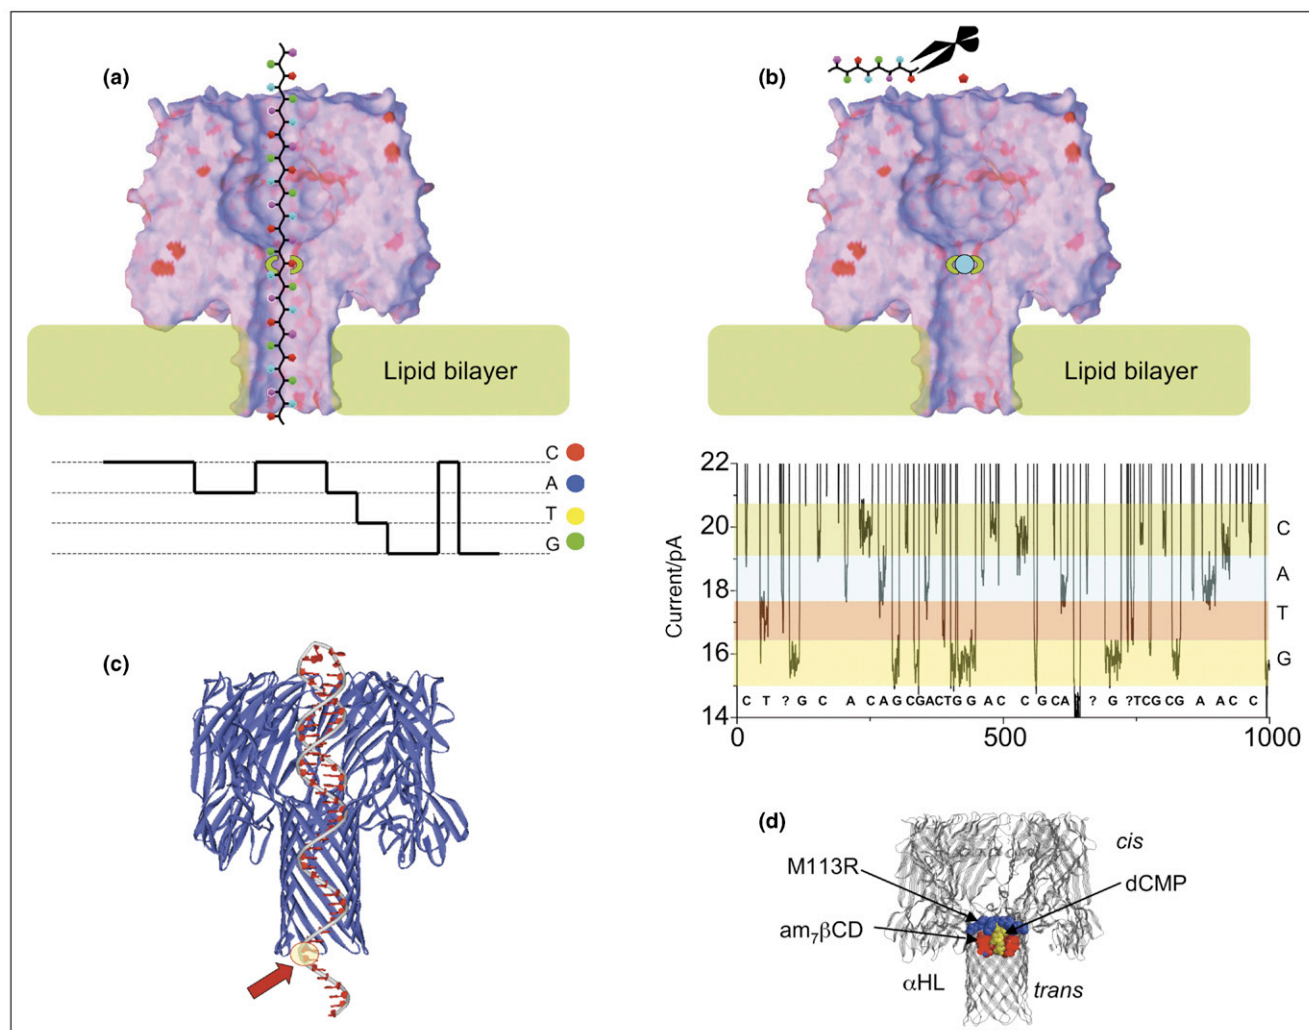 (a)
Lipid bilayer
C
A
T
G
(b)
Lipid bilayer
22
20
18
16
14
Current/pA
C
A
T
G
C T ? G C A C A G C G A C T G G A C C G C A ? G ? T C G C G A A C C
0
500
1000
(c)
(d)
cis
M113R
dCMP
am₇βCD
αHL
trans